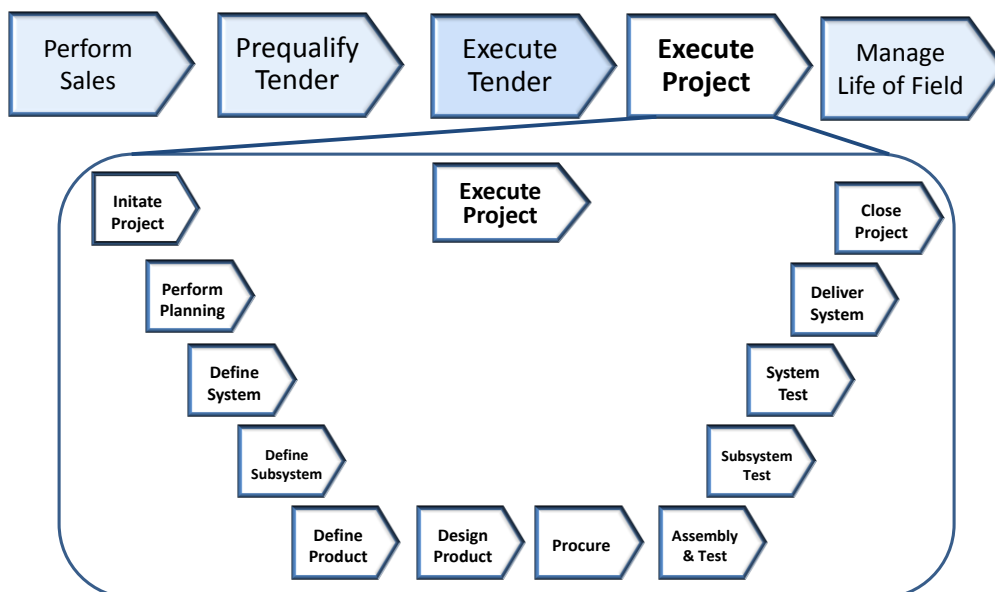 Perform
Sales
Prequalify
Tender
Execute
Tender
Execute
Project
Manage
Life of Field
Initate
Project
Execute
Project
Close
Project
Perform
Planning
Deliver
System
Define
System
System
Test
Define
Subsystem
Subsystem
Test
Define
Product
Design
Product
Procure
Assembly
& Test